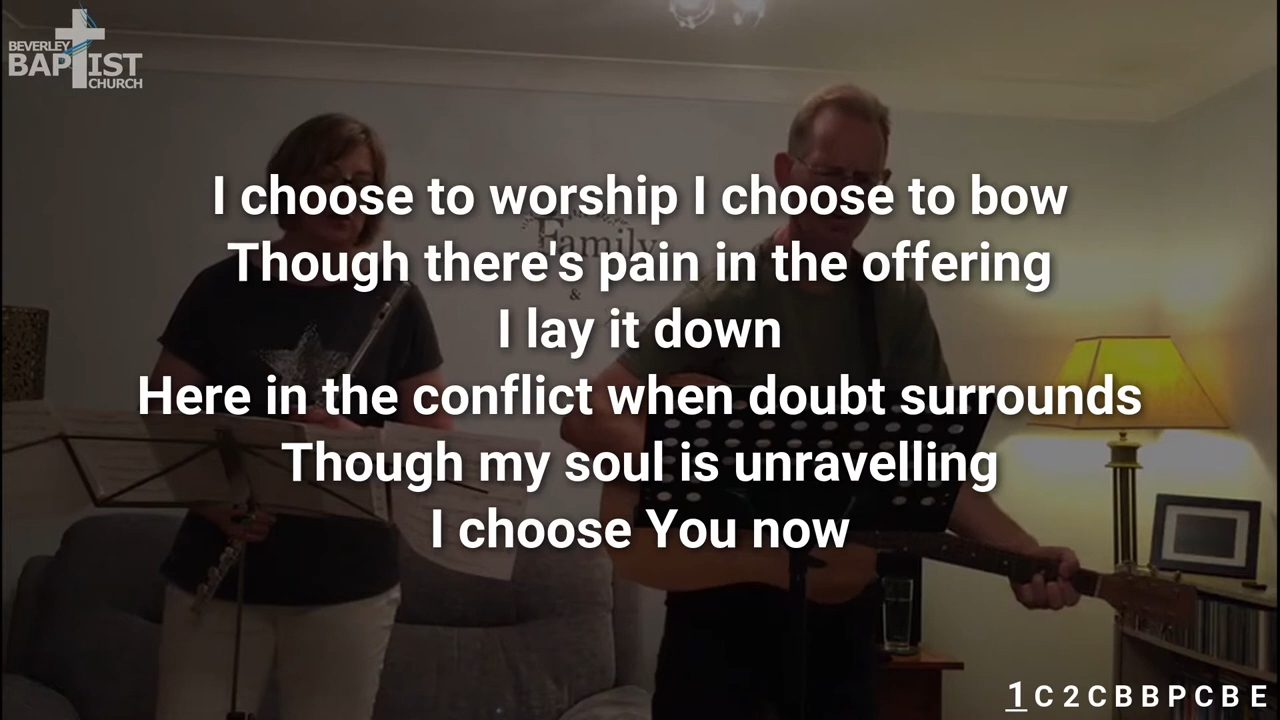 BEVERLEY
BAPTIST
CHURCH
I choose to worship I choose to bow
Family
Though there's pain in the offering
&
I lay it down
Here in the conflict when doubt surrounds
Though my soul is unravelling
I choose You now
1 C 2 C B B P C B E